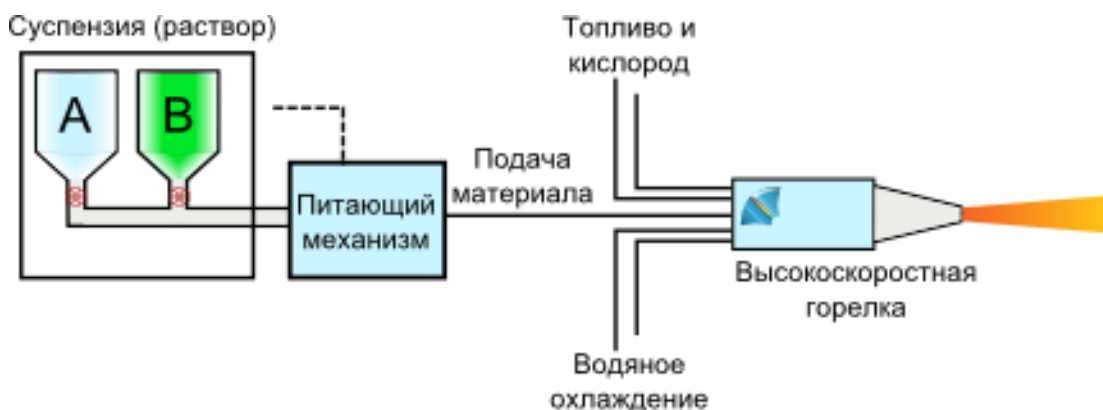 Суспензия (раствор)
A
B
Питающий
механизм
Подача
материала
Топливо и
кислород
Высокоскоростная
горелка
Водяное
охлаждение